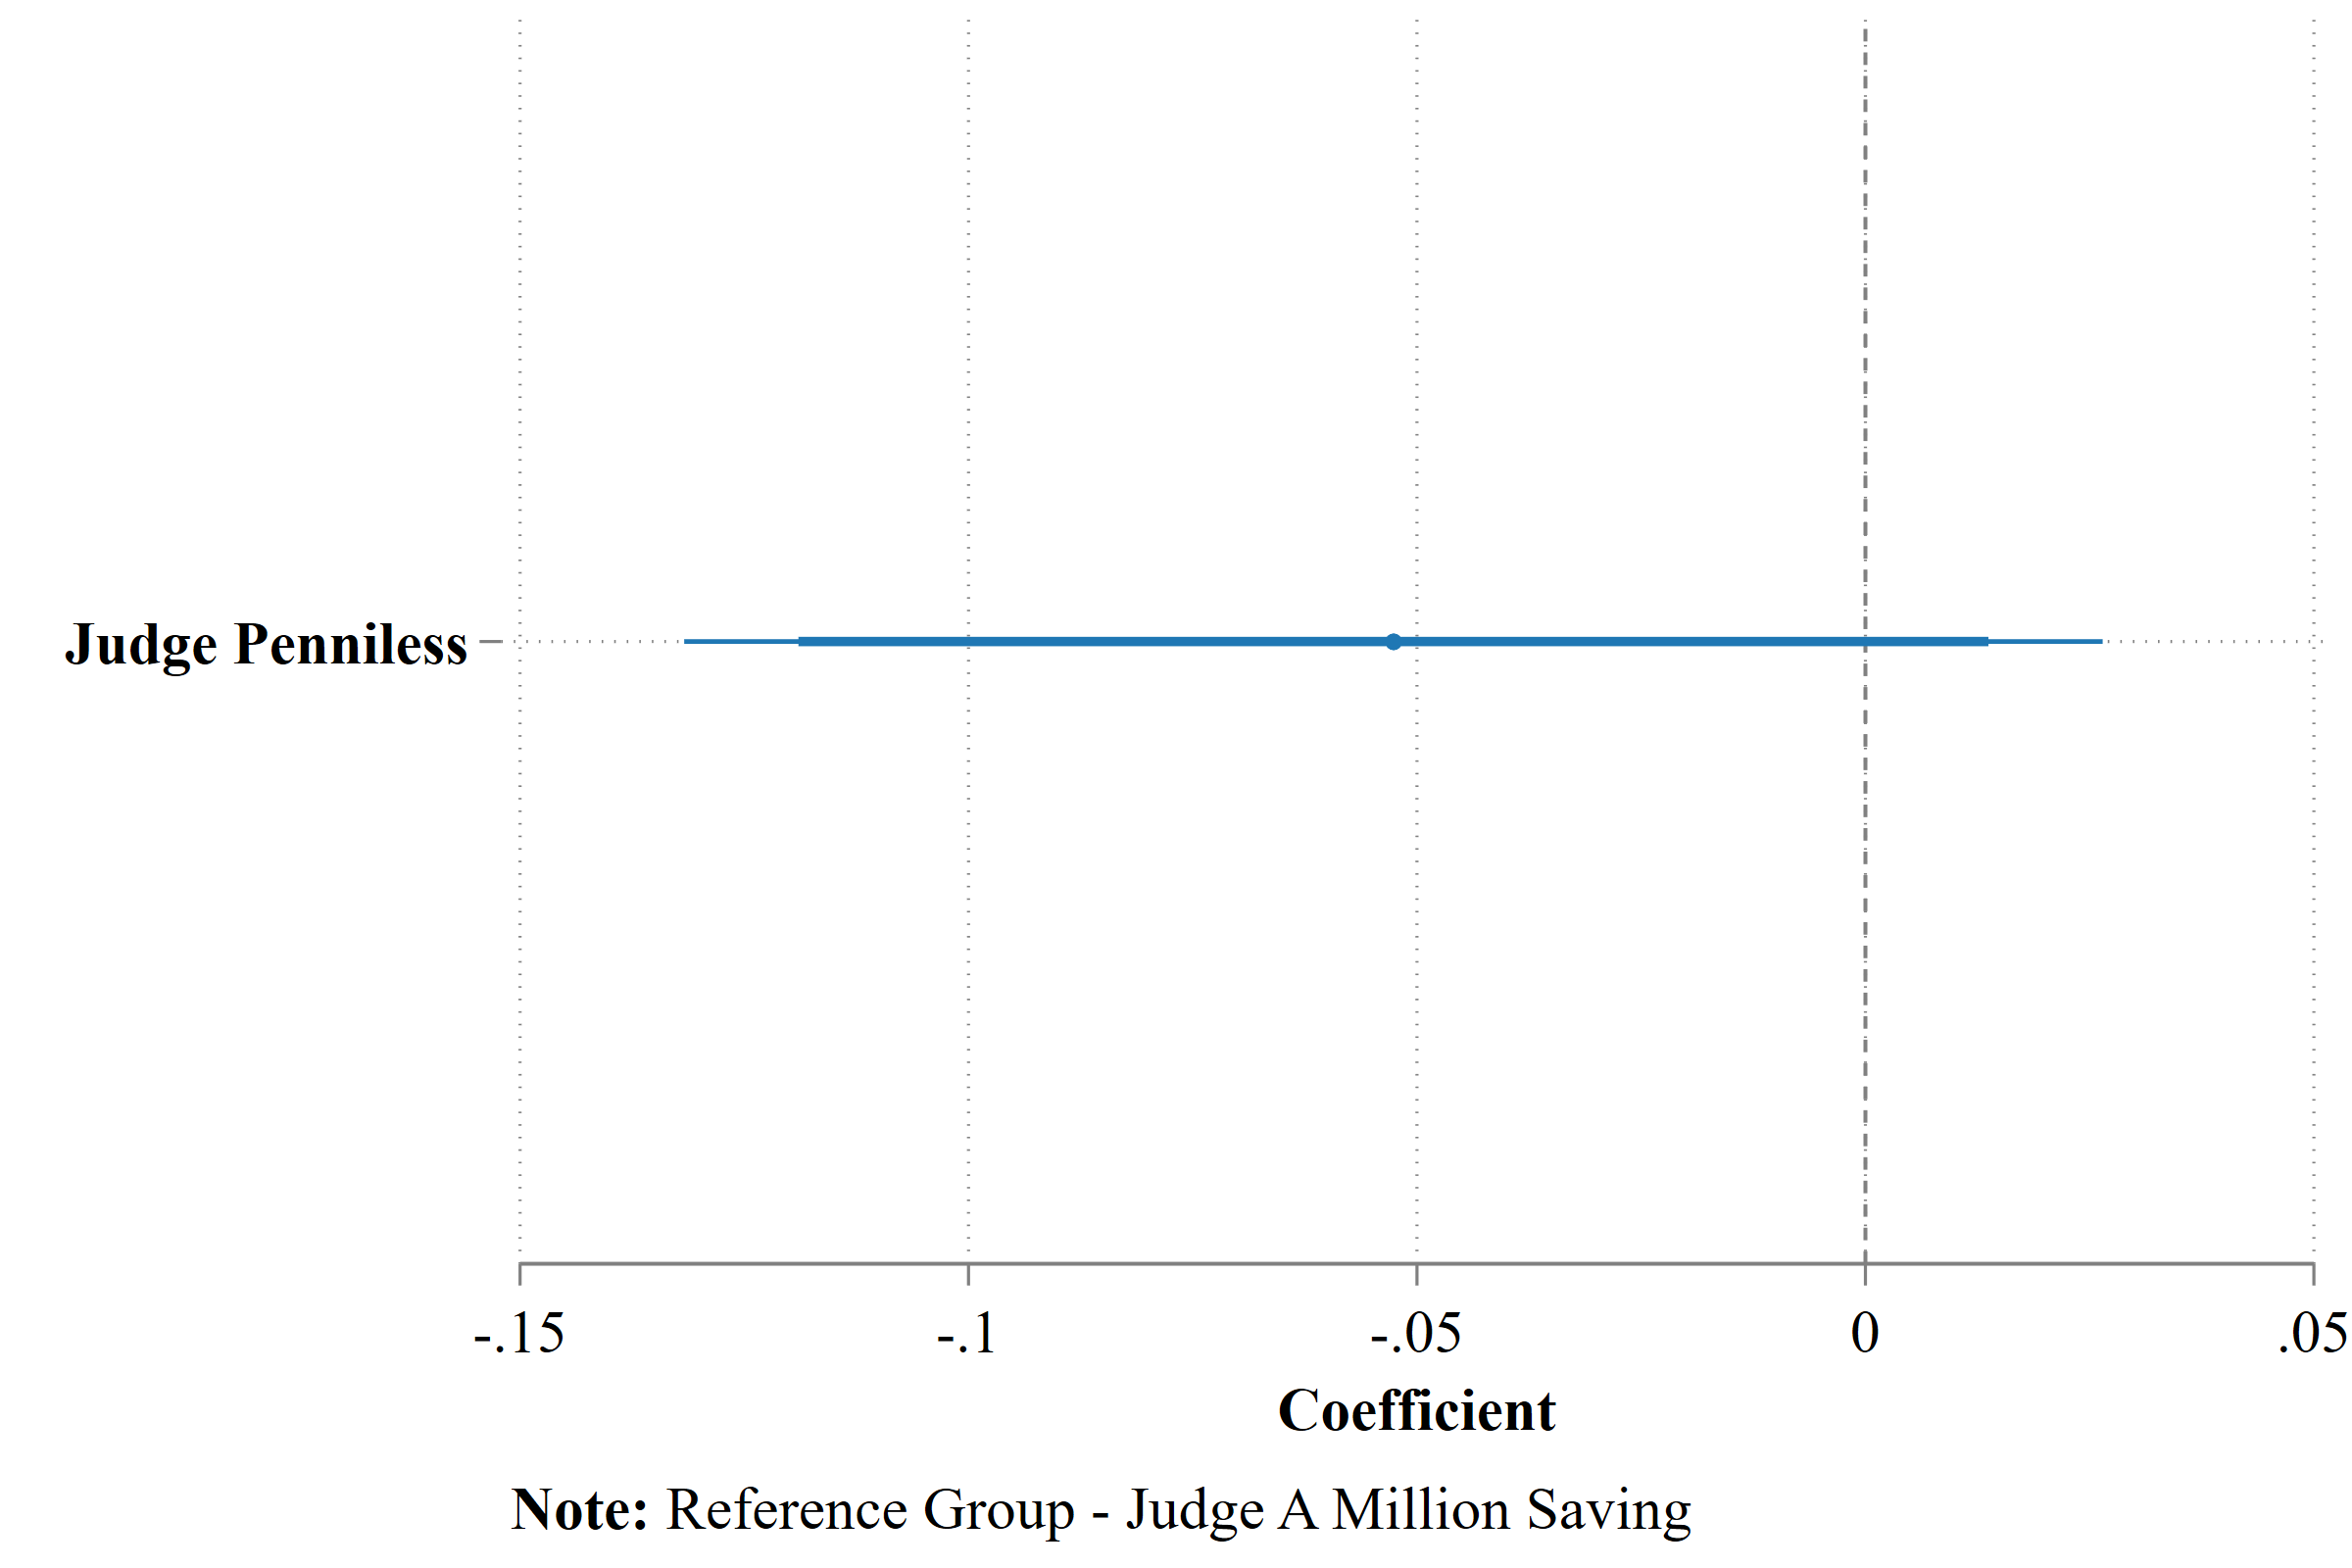 Judge Penniless
-.15 -.1 -.05 0 .05
Coefficient
Note: Reference Group - Judge A Million Saving